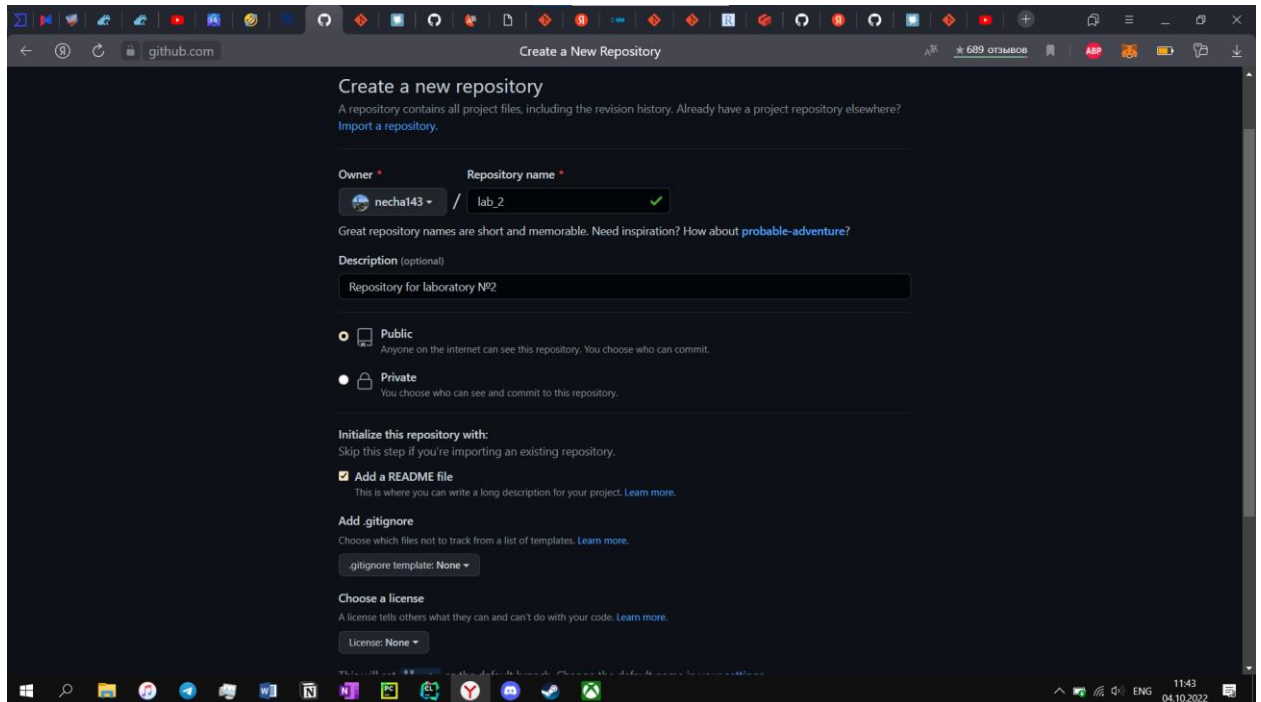 github.com
Create a New Repository
★ 689 отзывов
ABP
Create a new repository
A repository contains all project files, including the revision history. Already have a project repository elsewhere?
Import a repository.
Owner * Repository name *
necha143 / lab_2
Great repository names are short and memorable. Need inspiration? How about probable-adventure?
Description (optional)
Repository for laboratory №2
Public
Anyone on the internet can see this repository. You choose who can commit.
Private
You choose who can see and commit to this repository.
Initialize this repository with:
Skip this step if you're importing an existing repository.
Add a README file
This is where you can write a long description for your project. Learn more.
Add .gitignore
Choose which files not to track from a list of templates. Learn more.
.gitignore template: None
Choose a license
A license tells others what they can and can't do with your code. Learn more.
License: None
ENG
11:43
04.10.2022